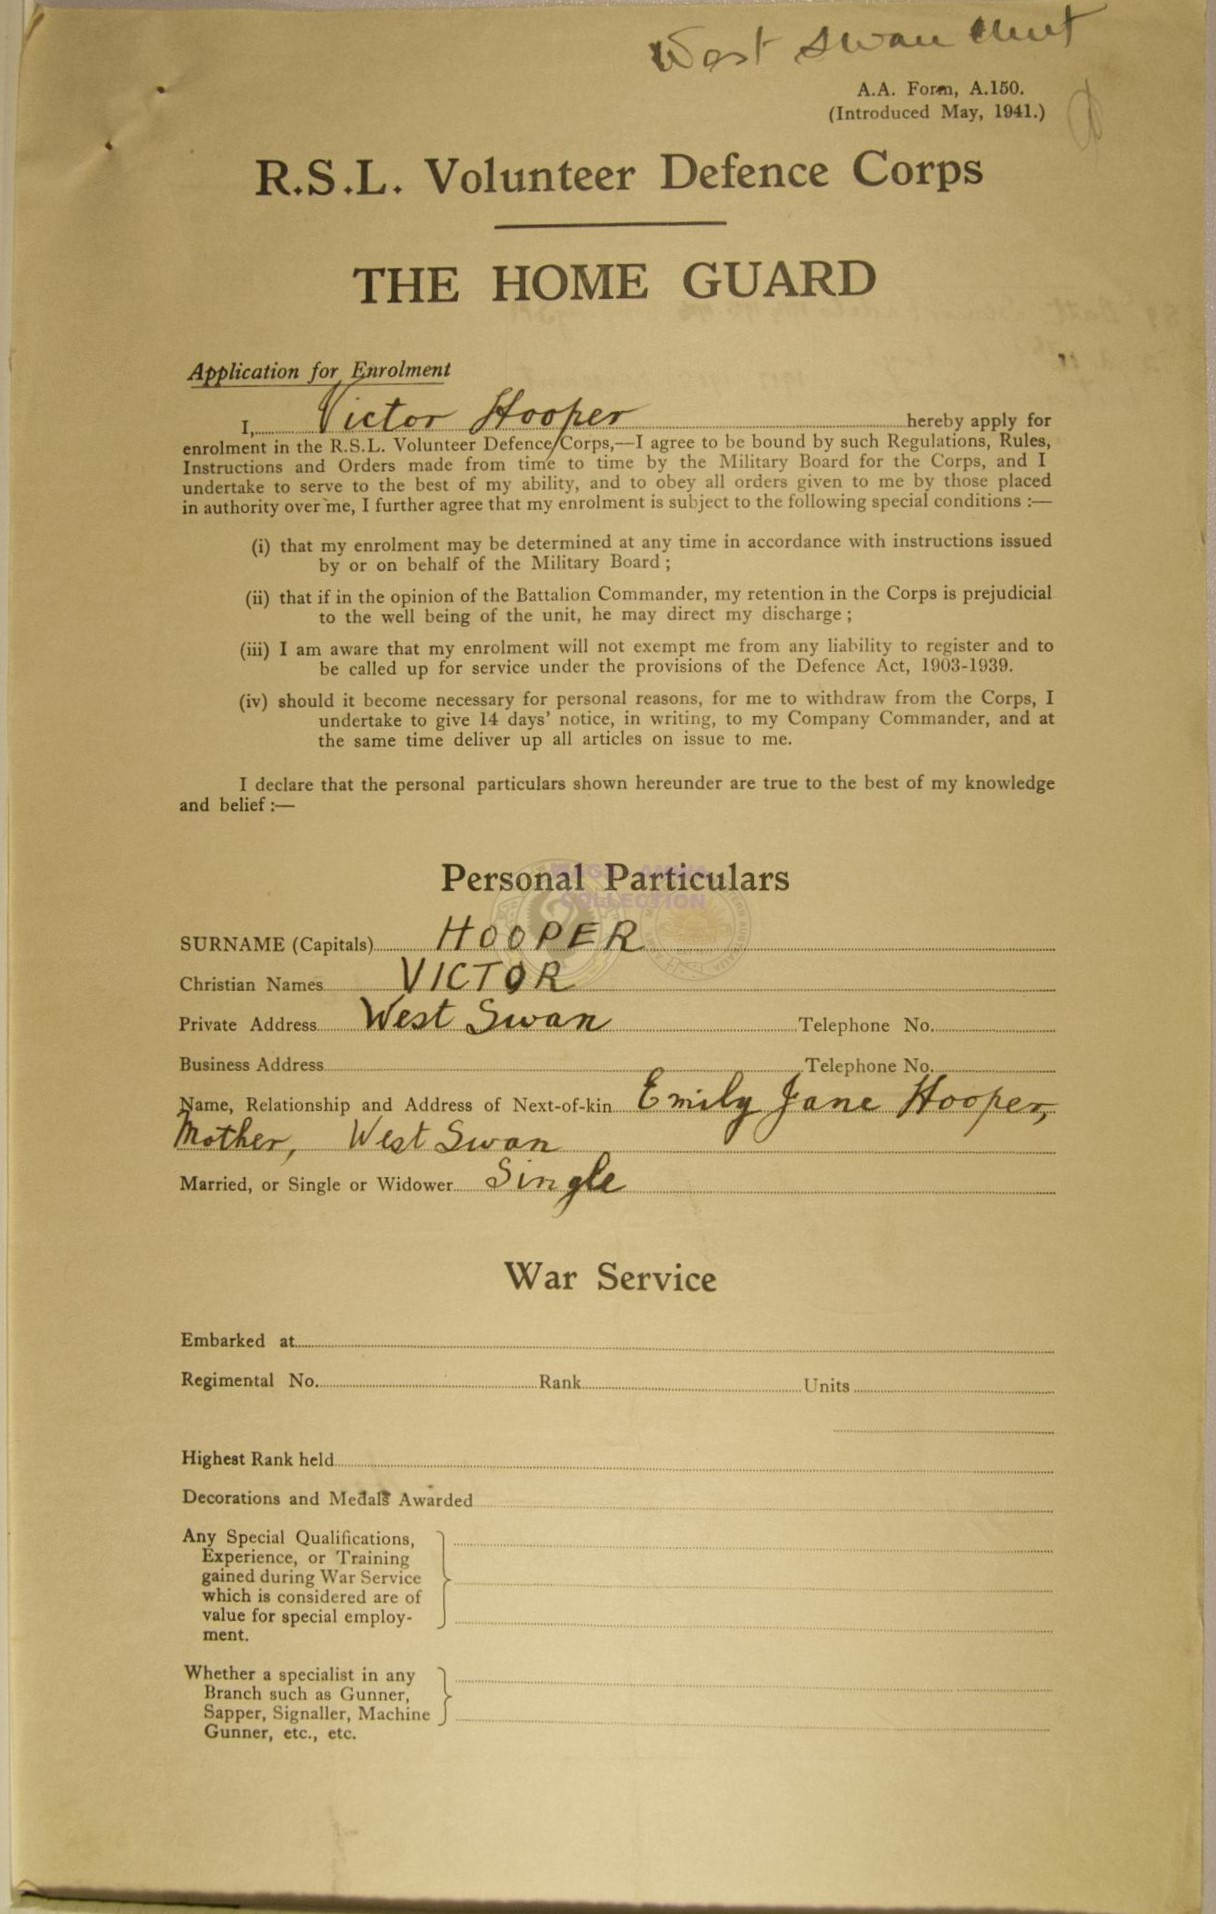 West Swan
A.A. Form, A.150.
(Introduced May, 1941.)
R.S.L. Volunteer Defence Corps
THE HOME GUARD
Application for Enrolment
I, Victor Hooper hereby apply for
enrolment in the R.S.L. Volunteer Defence Corps,—I agree to be bound by such Regulations, Rules,
Instructions and Orders made from time to time by the Military Board for the Corps, and I
undertake to serve to the best of my ability, and to obey all orders given to me by those placed
in authority over me, I further agree that my enrolment is subject to the following special conditions :—
(i) that my enrolment may be determined at any time in accordance with instructions issued
by or on behalf of the Military Board ;
(ii) that if in the opinion of the Battalion Commander, my retention in the Corps is prejudicial
to the well being of the unit, he may direct my discharge ;
(iii) I am aware that my enrolment will not exempt me from any liability to register and to
be called up for service under the provisions of the Defence Act, 1903-1939.
(iv) should it become necessary for personal reasons, for me to withdraw from the Corps, I
undertake to give 14 days' notice, in writing, to my Company Commander, and at
the same time deliver up all articles on issue to me.
I declare that the personal particulars shown hereunder are true to the best of my knowledge
and belief :—
Personal Particulars
COLLECTION
SURNAME (Capitals) HOOPER
Christian Names VICTOR
Private Address West Swan Telephone No.
Business Address Telephone No.
Name, Relationship and Address of Next-of-kin Emily Jane Hooper,
Mother, West Swan
Married, or Single or Widower Single
War Service
Embarked at
Regimental No. Rank Units
Highest Rank held
Decorations and Medals Awarded
Any Special Qualifications,
Experience, or Training
gained during War Service
which is considered are of
value for special employ-
ment.
Whether a specialist in any
Branch such as Gunner,
Sapper, Signaller, Machine
Gunner, etc., etc.